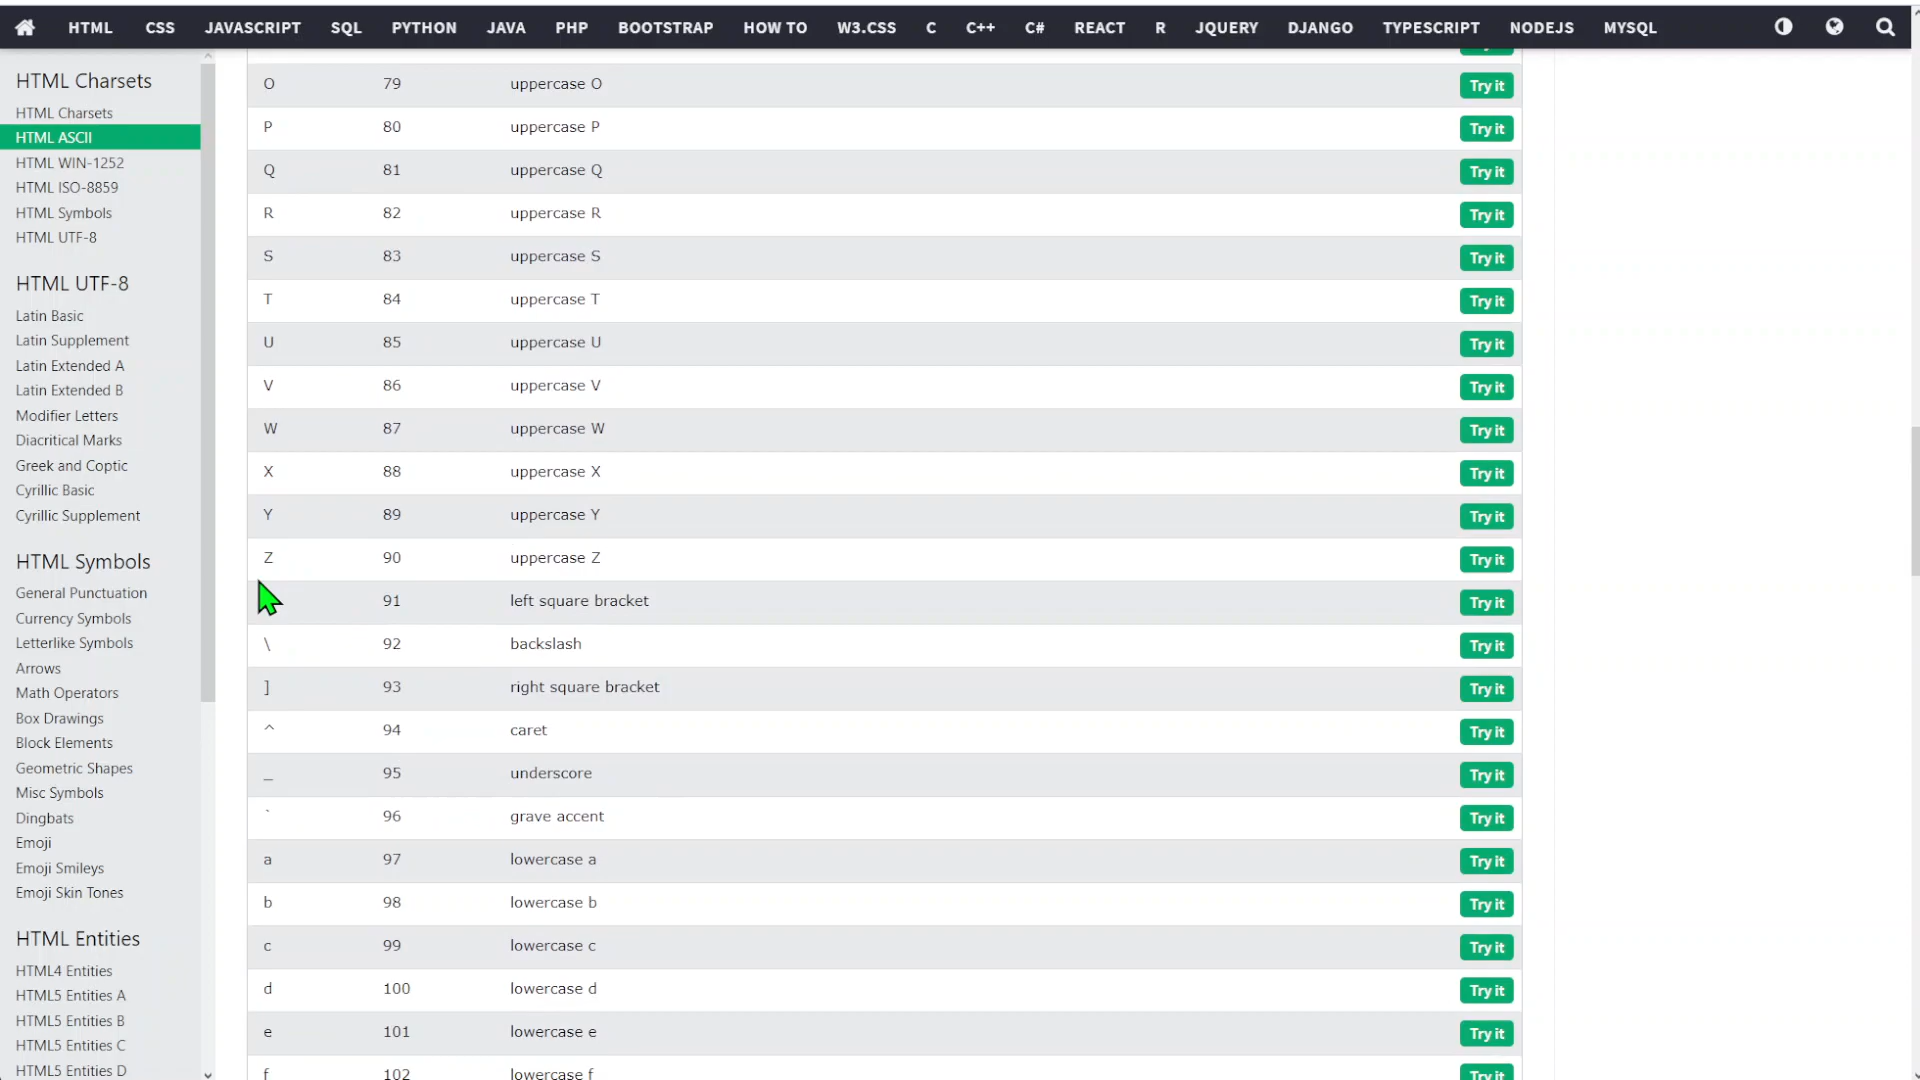 HTML CSS JAVASCRIPT SQL PYTHON JAVA PHP BOOTSTRAP HOW TO W3.CSS C C++ C# REACT R JQUERY DJANGO TYPESCRIPT NODEJS MYSQL
HTML Charsets
HTML Charsets
HTML ASCII
HTML WIN-1252
HTML ISO-8859
HTML Symbols
HTML UTF-8
HTML UTF-8
Latin Basic
Latin Supplement
Latin Extended A
Latin Extended B
Modifier Letters
Diacritical Marks
Greek and Coptic
Cyrillic Basic
Cyrillic Supplement
HTML Symbols
General Punctuation
Currency Symbols
Letterlike Symbols
Arrows
Math Operators
Box Drawings
Block Elements
Geometric Shapes
Misc Symbols
Dingbats
Emoji
Emoji Smileys
Emoji Skin Tones
HTML Entities
HTML4 Entities
HTML5 Entities A
HTML5 Entities B
HTML5 Entities C
HTML5 Entities D
O 79 uppercase O Try it
P 80 uppercase P Try it
Q 81 uppercase Q Try it
R 82 uppercase R Try it
S 83 uppercase S Try it
T 84 uppercase T Try it
U 85 uppercase U Try it
V 86 uppercase V Try it
W 87 uppercase W Try it
X 88 uppercase X Try it
Y 89 uppercase Y Try it
Z 90 uppercase Z Try it
91 left square bracket Try it
\ 92 backslash Try it
] 93 right square bracket Try it
^ 94 caret Try it
_ 95 underscore Try it
` 96 grave accent Try it
a 97 lowercase a Try it
b 98 lowercase b Try it
c 99 lowercase c Try it
d 100 lowercase d Try it
e 101 lowercase e Try it
f 102 lowercase f Try it